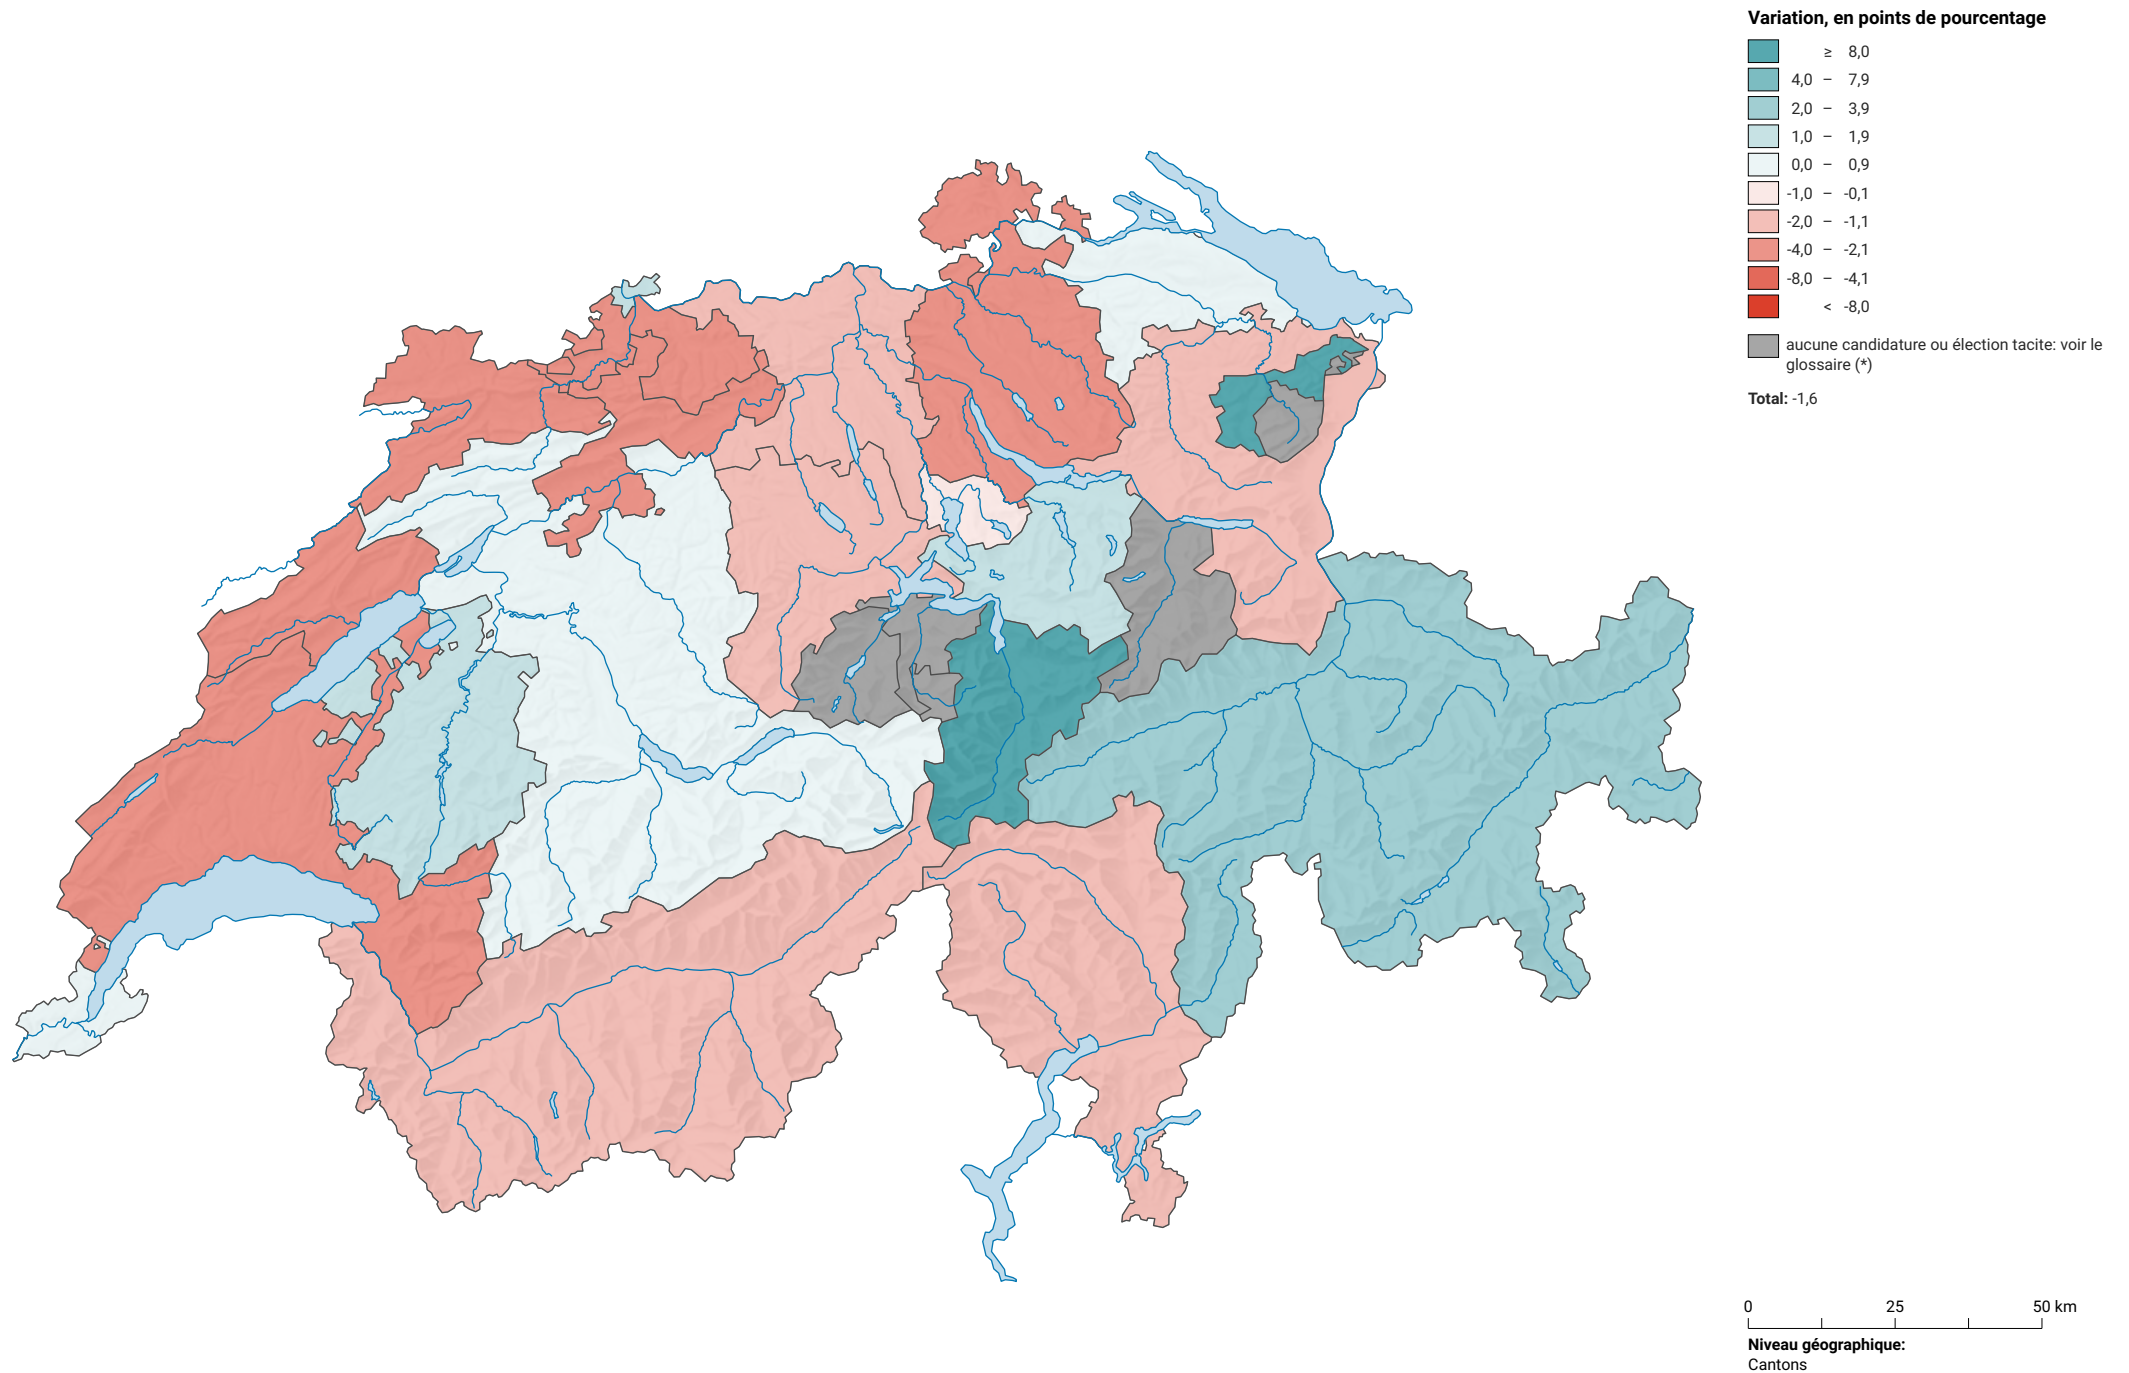 Variation, en points de pourcentage
≥ 8,0
4,0 – 7,9
2,0 – 3,9
1,0 – 1,9
0,0 – 0,9
-1,0 – -0,1
-2,0 – -1,1
-4,0 – -2,1
-8,0 – -4,1
< -8,0
aucune candidature ou élection tacite: voir le
glossaire (*)
Total: -1,6
0 25 50 km
Niveau géographique:
Cantons